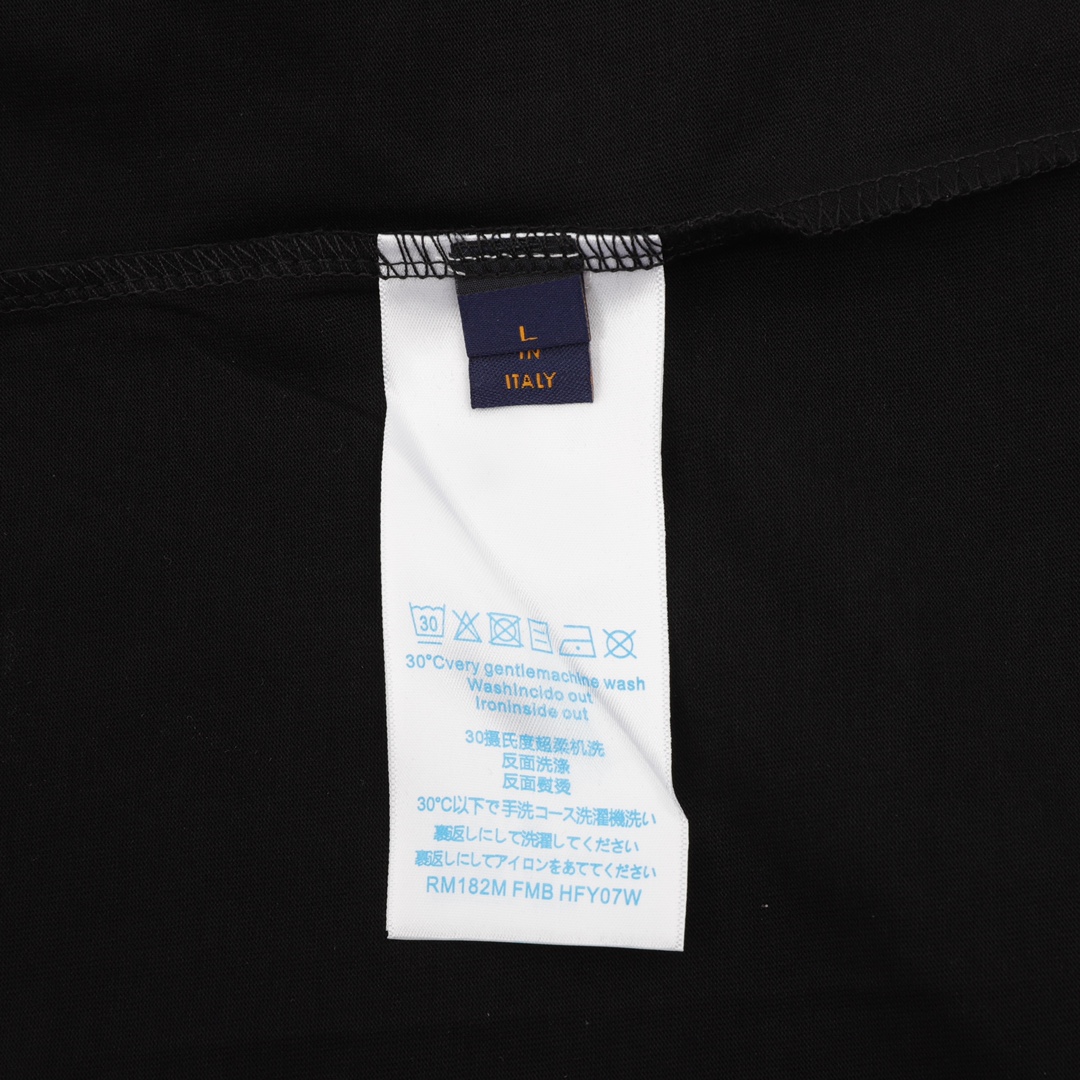 L
IN
ITALY
30
30°Cvery gentlemachine wash
WashIncido out
Ironinside out
30摄氏度超柔机洗
反面洗涤
反面熨烫
30°C以下で手洗コース洗濯機洗い
裏返しにして洗濯してください
裏返しにしてアイロンをあててください
RM182M FMB HFY07W